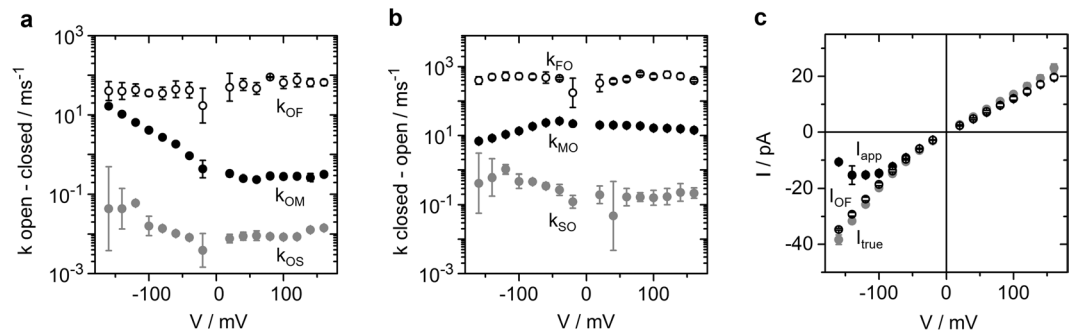 a
k open - closed / ms⁻¹
10³
10¹
10⁻¹
10⁻³
k_OF
k_OM
k_OS
-100 0 100
V / mV
b
k closed - open / ms⁻¹
10³
10¹
10⁻¹
10⁻³
k_FO
k_MO
k_SO
-100 0 100
V / mV
c
I / pA
20
0
-20
-40
I_app
I_OF
I_true
-100 0 100
V / mV